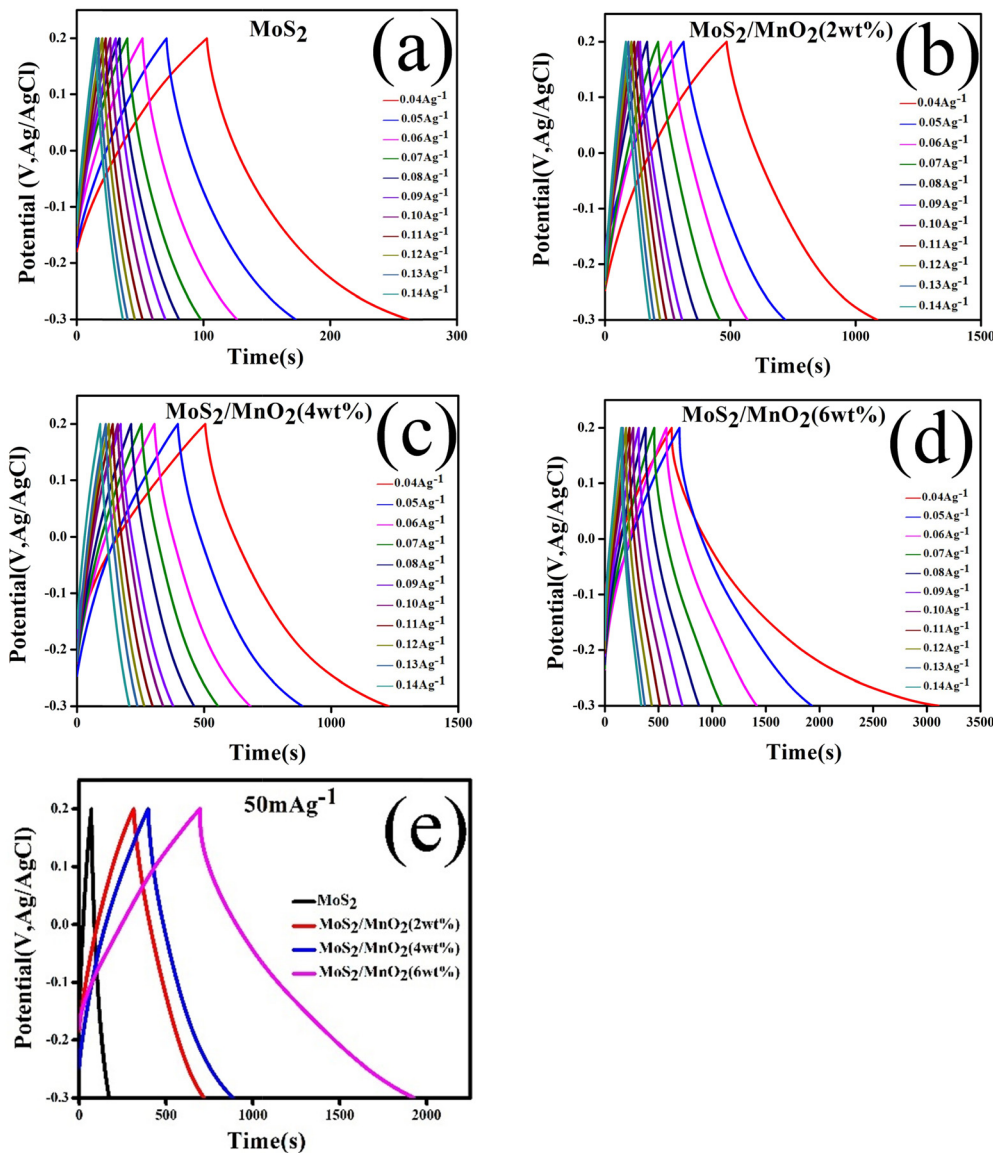 MoS2
(a)
0.2
0.1
0.0
-0.1
-0.2
-0.3
Potential (V,Ag/AgCl)
0.04Ag-1
0.05Ag-1
0.06Ag-1
0.07Ag-1
0.08Ag-1
0.09Ag-1
0.10Ag-1
0.11Ag-1
0.12Ag-1
0.13Ag-1
0.14Ag-1
0 100 200 300
Time(s)
MoS2/MnO2(2wt%)
(b)
0.2
0.1
0.0
-0.1
-0.2
-0.3
Potential(V,Ag/AgCl)
0.04Ag-1
0.05Ag-1
0.06Ag-1
0.07Ag-1
0.08Ag-1
0.09Ag-1
0.10Ag-1
0.11Ag-1
0.12Ag-1
0.13Ag-1
0.14Ag-1
0 500 1000 1500
Time(s)
MoS2/MnO2(4wt%)
(c)
0.2
0.1
0.0
-0.1
-0.2
-0.3
Potential(V,Ag/AgCl)
0.04Ag-1
0.05Ag-1
0.06Ag-1
0.07Ag-1
0.08Ag-1
0.09Ag-1
0.10Ag-1
0.11Ag-1
0.12Ag-1
0.13Ag-1
0.14Ag-1
0 500 1000 1500
Time(s)
MoS2/MnO2(6wt%)
(d)
0.2
0.1
0.0
-0.1
-0.2
-0.3
Potential(V,Ag/AgCl)
0.04Ag-1
0.05Ag-1
0.06Ag-1
0.07Ag-1
0.08Ag-1
0.09Ag-1
0.10Ag-1
0.11Ag-1
0.12Ag-1
0.13Ag-1
0.14Ag-1
0 500 1000 1500 2000 2500 3000 3500
Time(s)
50mAg-1
(e)
0.2
0.1
0.0
-0.1
-0.2
-0.3
Potential(V,Ag/AgCl)
MoS2
MoS2/MnO2(2wt%)
MoS2/MnO2(4wt%)
MoS2/MnO2(6wt%)
0 500 1000 1500 2000
Time(s)